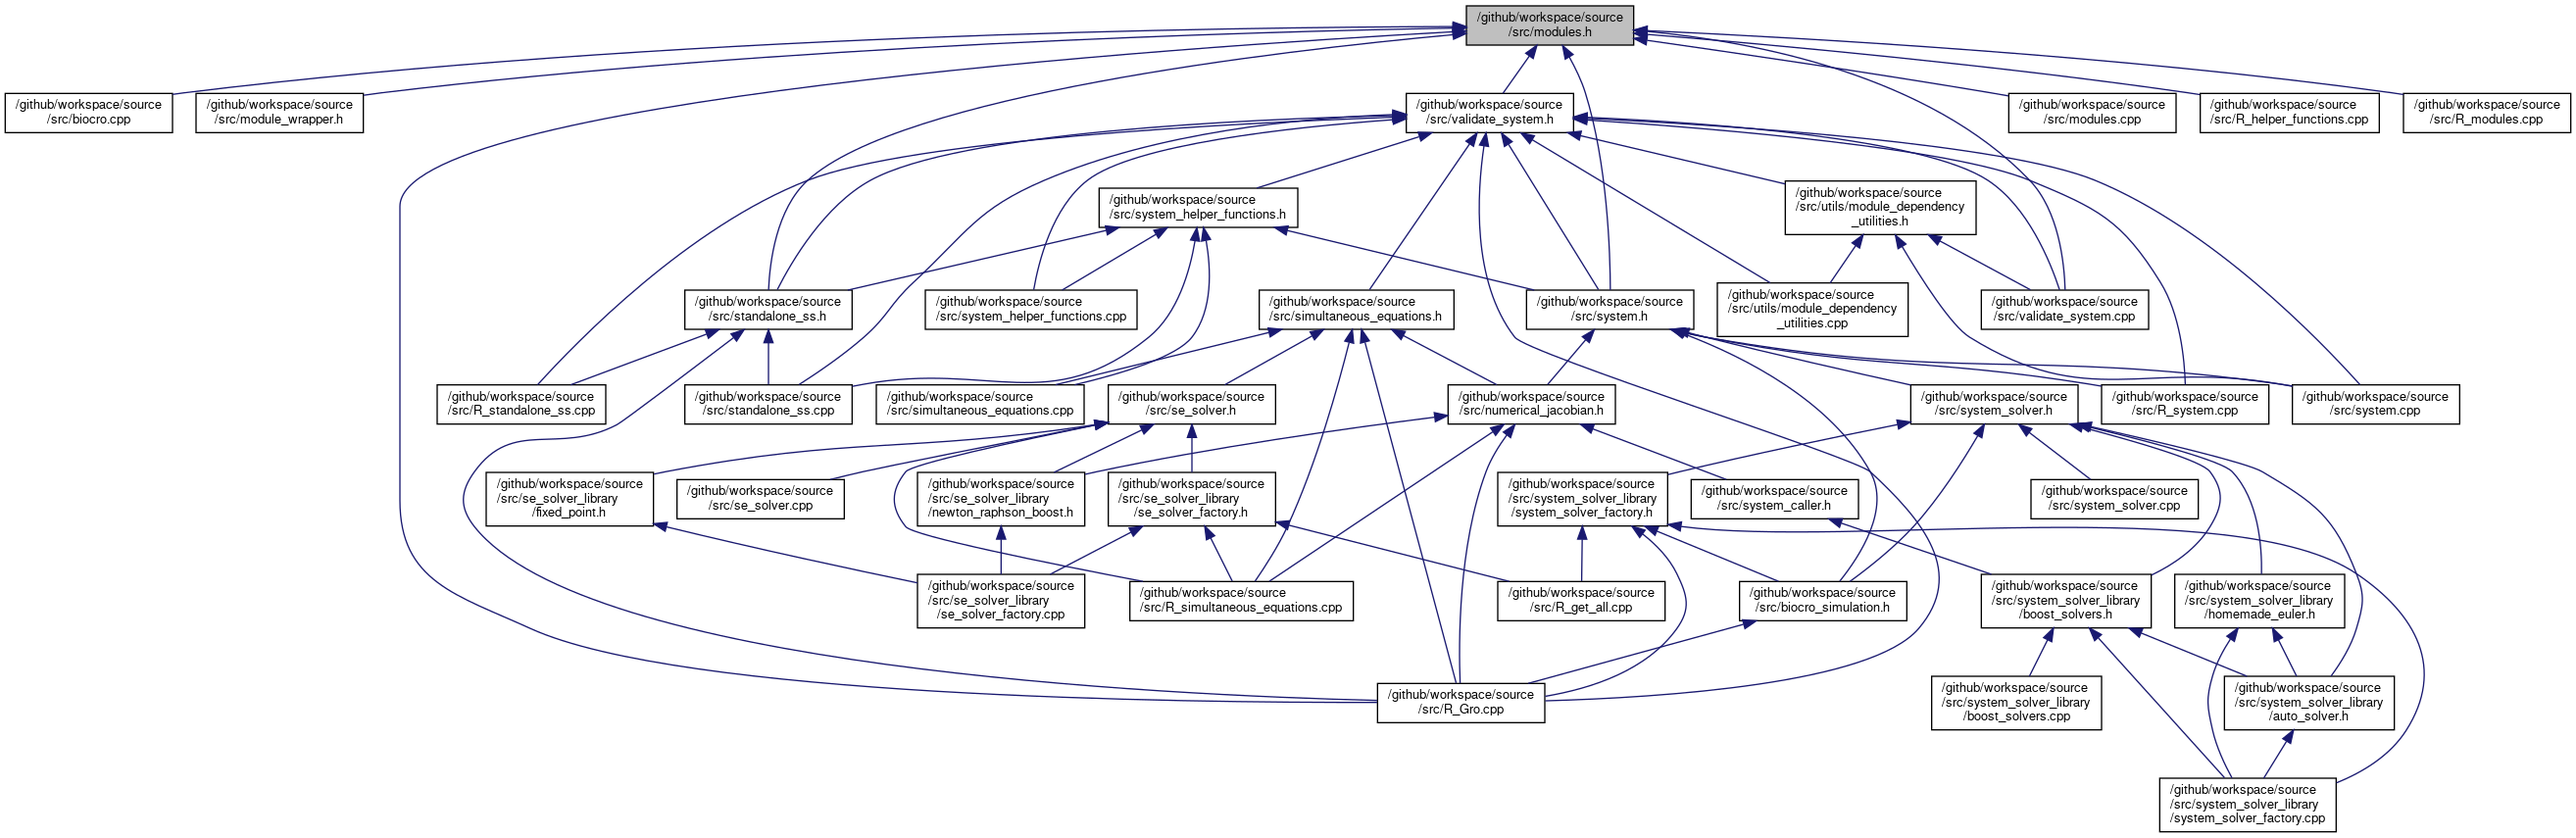 /github/workspace/source
/src/modules.h
/github/workspace/source
/src/biocro.cpp
/github/workspace/source
/src/module_wrapper.h
/github/workspace/source
/src/validate_system.h
/github/workspace/source
/src/modules.cpp
/github/workspace/source
/src/R_helper_functions.cpp
/github/workspace/source
/src/R_modules.cpp
/github/workspace/source
/src/system_helper_functions.h
/github/workspace/source
/src/utils/module_dependency
_utilities.h
/github/workspace/source
/src/standalone_ss.h
/github/workspace/source
/src/system_helper_functions.cpp
/github/workspace/source
/src/simultaneous_equations.h
/github/workspace/source
/src/system.h
/github/workspace/source
/src/utils/module_dependency
_utilities.cpp
/github/workspace/source
/src/validate_system.cpp
/github/workspace/source
/src/R_standalone_ss.cpp
/github/workspace/source
/src/standalone_ss.cpp
/github/workspace/source
/src/simultaneous_equations.cpp
/github/workspace/source
/src/se_solver.h
/github/workspace/source
/src/numerical_jacobian.h
/github/workspace/source
/src/system_solver.h
/github/workspace/source
/src/R_system.cpp
/github/workspace/source
/src/system.cpp
/github/workspace/source
/src/se_solver_library
/fixed_point.h
/github/workspace/source
/src/se_solver.cpp
/github/workspace/source
/src/se_solver_library
/newton_raphson_boost.h
/github/workspace/source
/src/se_solver_library
/se_solver_factory.h
/github/workspace/source
/src/system_solver_library
/system_solver_factory.h
/github/workspace/source
/src/system_caller.h
/github/workspace/source
/src/system_solver.cpp
/github/workspace/source
/src/se_solver_library
/se_solver_factory.cpp
/github/workspace/source
/src/R_simultaneous_equations.cpp
/github/workspace/source
/src/R_get_all.cpp
/github/workspace/source
/src/biocro_simulation.h
/github/workspace/source
/src/system_solver_library
/boost_solvers.h
/github/workspace/source
/src/system_solver_library
/homemade_euler.h
/github/workspace/source
/src/R_Gro.cpp
/github/workspace/source
/src/system_solver_library
/boost_solvers.cpp
/github/workspace/source
/src/system_solver_library
/auto_solver.h
/github/workspace/source
/src/system_solver_library
/system_solver_factory.cpp